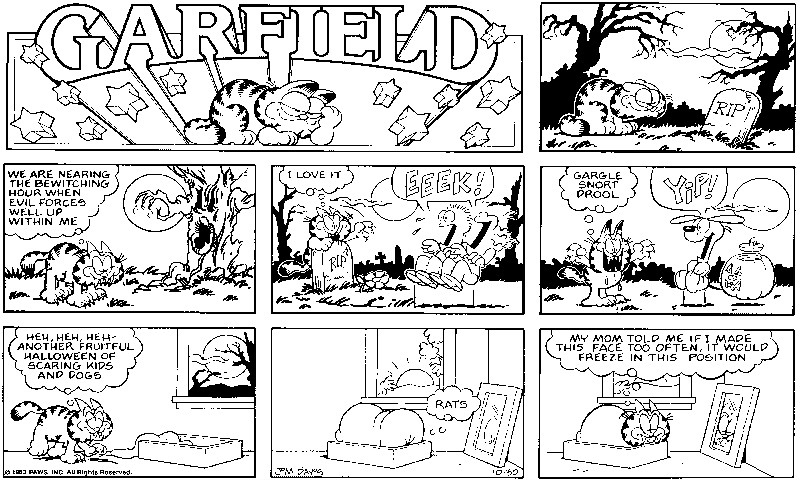 GARFIELD
RIP
WE ARE NEARING
THE BEWITCHING
HOUR WHEN
EVIL FORCES
WELL UP
WITHIN ME
I LOVE IT
EEEK!
RIP
GARGLE
SNORT
DROOL
YIP!
HEH, HEH, HEH-
ANOTHER FRUITFUL
HALLOWEEN OF
SCARING KIDS
AND DOGS
© 1983 PAWS, INC. All Rights Reserved.
RATS
JIM DAVIS
10-30
MY MOM TOLD ME IF I MADE
THIS FACE TOO OFTEN, IT WOULD
FREEZE IN THIS POSITION